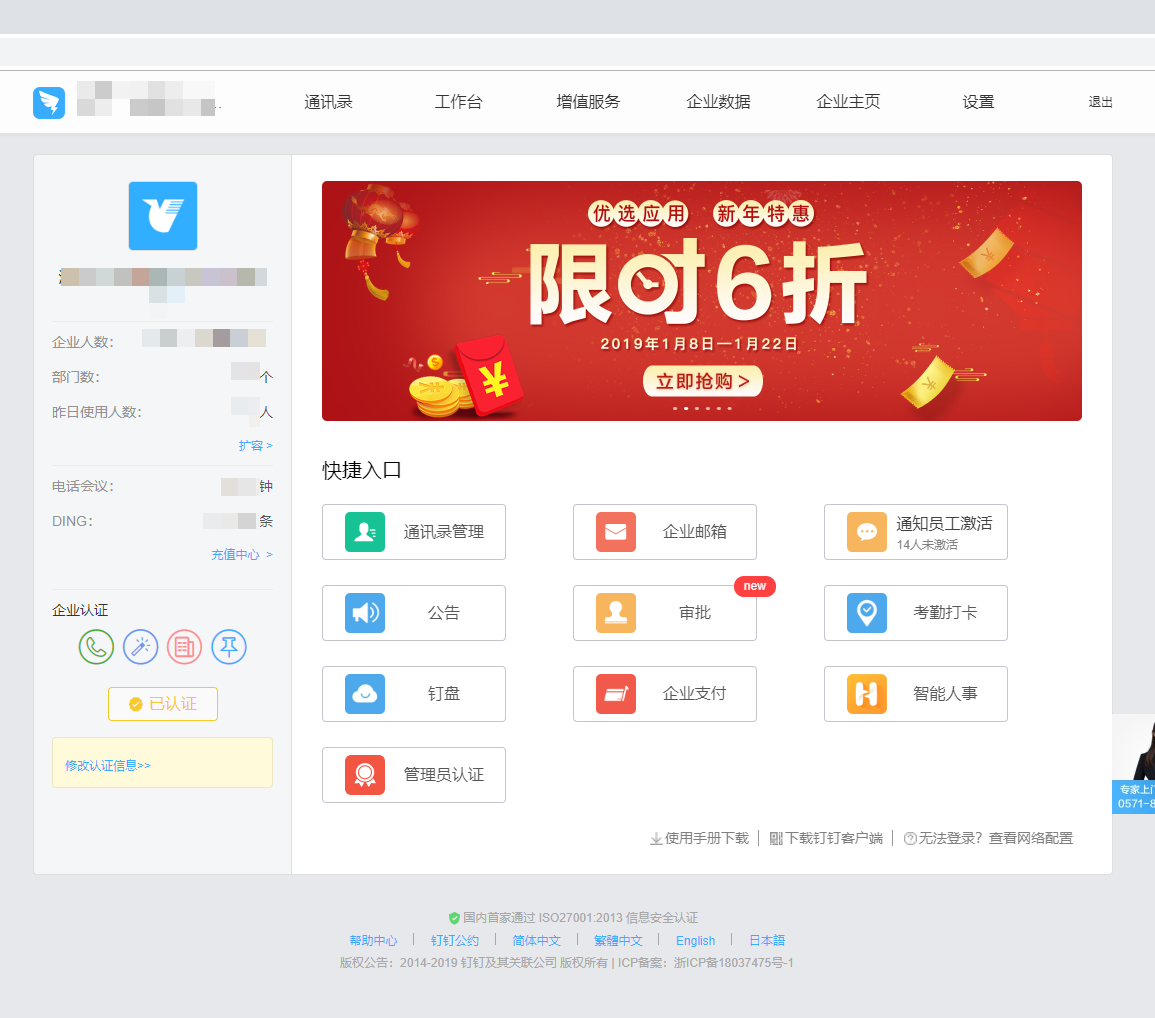 通讯录 工作台 增值服务 企业数据 企业主页 设置 退出
优选应用 新年特惠
限时6折
2019年1月8日—1月22日
立即抢购 >
企业人数：
部门数： 个
昨日使用人数： 人
扩容 >
电话会议： 钟
DING： 条
充值中心 >
企业认证
已认证
修改认证信息>>
快捷入口
通讯录管理
企业邮箱
通知员工激活
14人未激活
公告
审批
new
考勤打卡
钉盘
企业支付
智能人事
管理员认证
专家上门
0571-8
使用手册下载 下载钉钉客户端 无法登录？查看网络配置
国内首家通过 ISO27001:2013 信息安全认证
帮助中心 钉钉公约 简体中文 繁體中文 English 日本語
版权公告：2014-2019 钉钉及其关联公司 版权所有 | ICP备案：浙ICP备18037475号-1